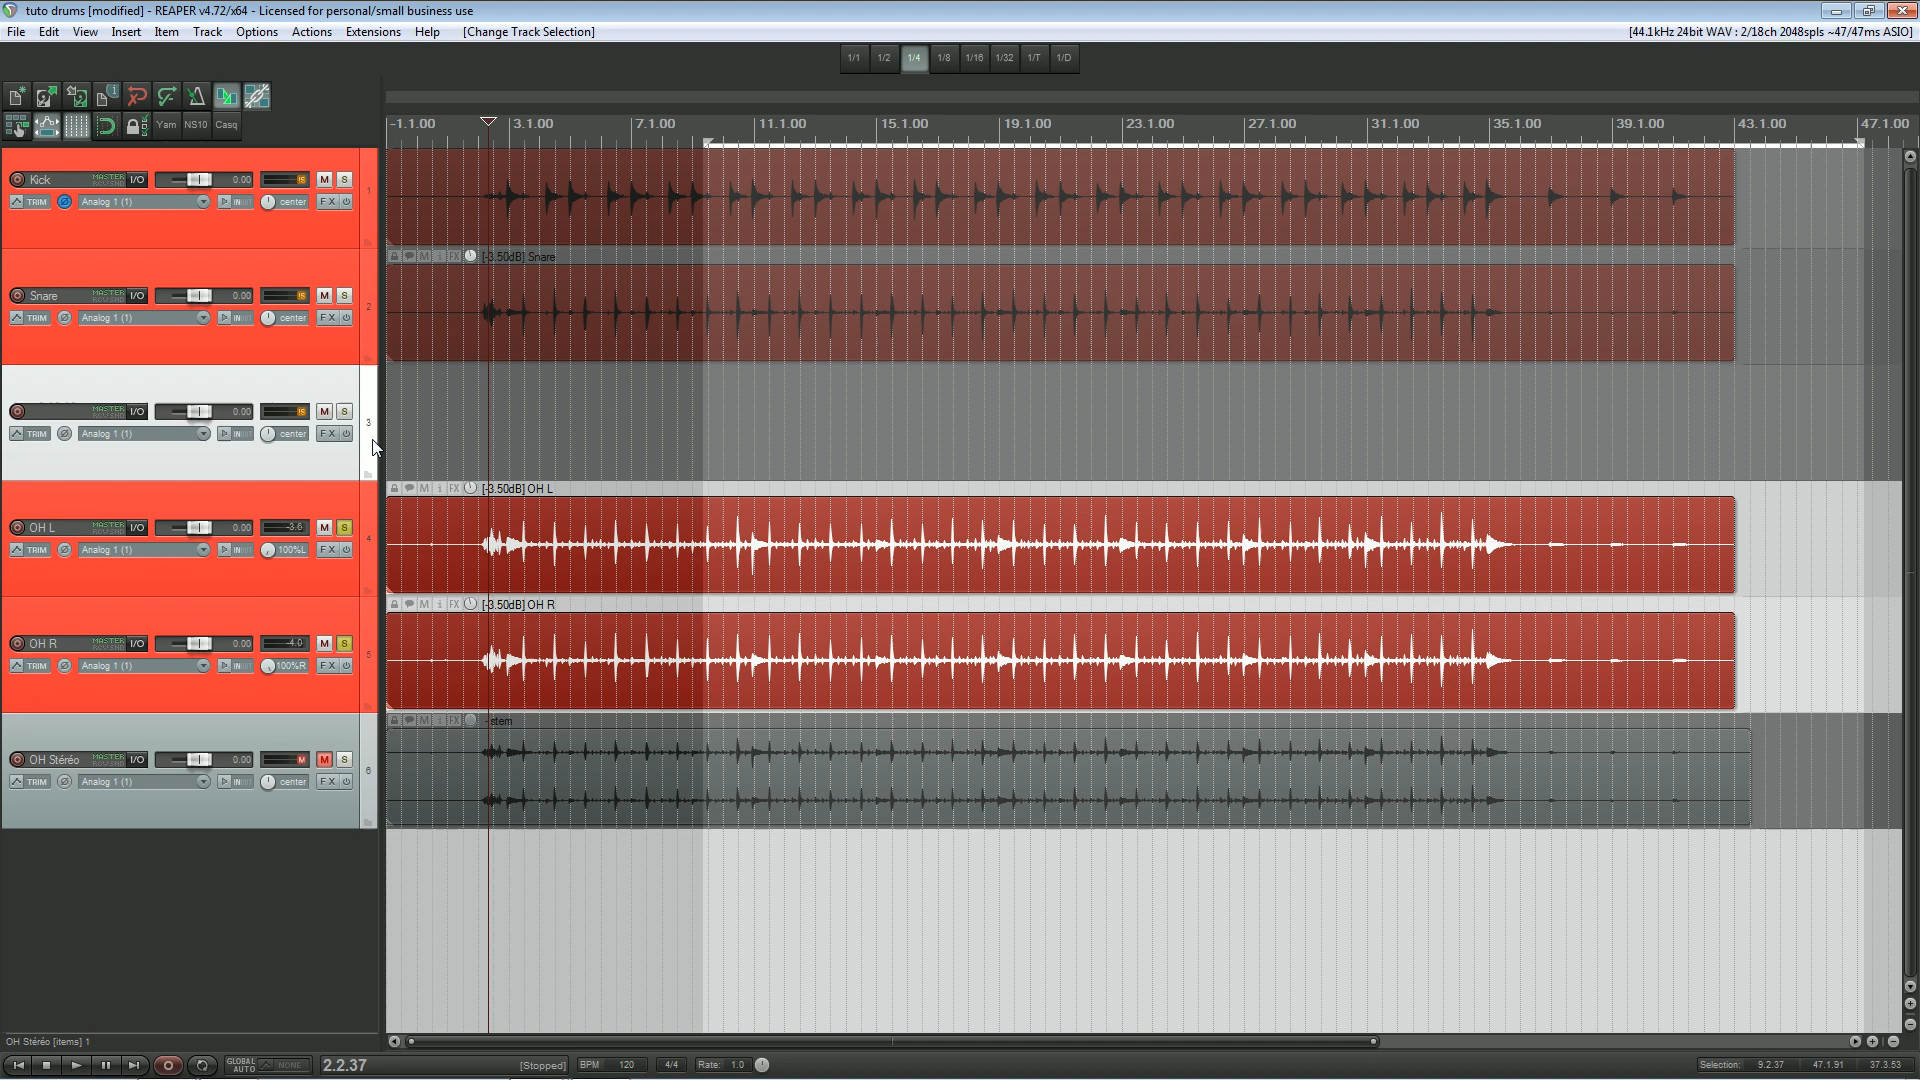 tuto drums [modified] - REAPER v4.72/x64 - Licensed for personal/small business use
File Edit View Insert Item Track Options Actions Extensions Help [Change Track Selection]
[44.1kHz 24bit WAV : 2/18ch 2048spls ~47/47ms ASIO]
1/1 1/2 1/4 1/8 1/16 1/32 1/T 1/D
Yam NS10 Casq
-1.1.00 3.1.00 7.1.00 11.1.00 15.1.00 19.1.00 23.1.00 27.1.00 31.1.00 35.1.00 39.1.00 43.1.00 47.1.00
Kick MASTER I/O 0.00 M S 1
TRIM Analog 1 (1) IN center FX
M i FX [-3.50dB] Snare
Snare MASTER I/O 0.00 M S 2
TRIM Analog 1 (1) IN center FX
MASTER I/O 0.00 M S 3
TRIM Analog 1 (1) IN center FX
M i FX [-3.50dB] OH L
OH L MASTER I/O 0.00 -3.6 M S 4
TRIM Analog 1 (1) IN 100%L FX
M i FX [-3.50dB] OH R
OH R MASTER I/O 0.00 -4.0 M S 5
TRIM Analog 1 (1) IN 100%R FX
M i FX - stem
OH Stéréo MASTER I/O 0.00 M M S 6
TRIM Analog 1 (1) IN center FX
OH Stéréo [items] 1
GLOBAL AUTO NONE 2.2.37 [Stopped] BPM 120 4/4 Rate: 1.0 Selection: 9.2.37 47.1.91 37.3.53